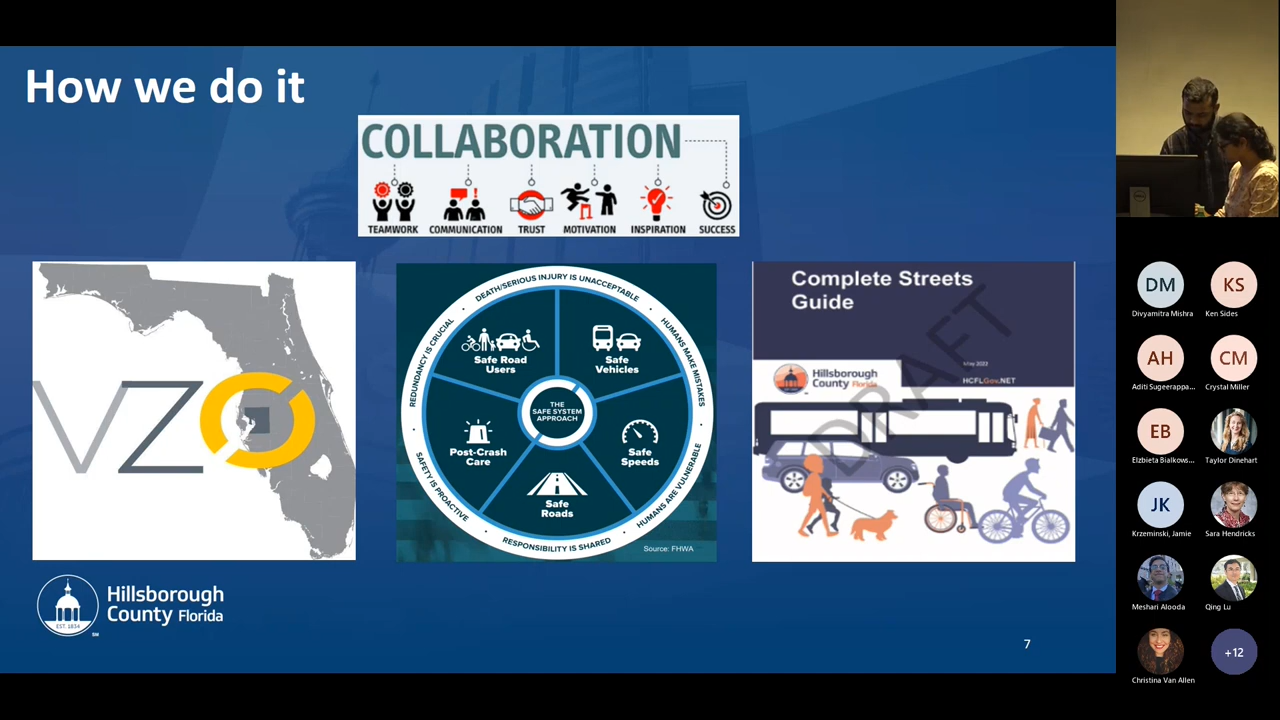 How we do it
COLLABORATION
TEAMWORK
COMMUNICATION
TRUST
MOTIVATION
INSPIRATION
SUCCESS
VZO
DEATH/SERIOUS INJURY IS UNACCEPTABLE
HUMANS MAKE MISTAKES
HUMANS ARE VULNERABLE
RESPONSIBILITY IS SHARED
SAFETY IS PROACTIVE
REDUNDANCY IS CRUCIAL
Safe Road
Users
Safe
Vehicles
THE
SAFE SYSTEM
APPROACH
Post-Crash
Care
Safe
Speeds
Safe
Roads
Source: FHWA
Complete Streets
Guide
DRAFT
May 2022
Hillsborough
County Florida
HCFLGov.NET
Hillsborough
County Florida
EST. 1834
SM
7
DELL
DM
Divyamitra Mishra
KS
Ken Sides
AH
Aditi Sugeerappa...
CM
Crystal Miller
EB
Elzbieta Bialkows...
Taylor Dinehart
JK
Krzeminski, Jamie
Sara Hendricks
Meshari Alooda
Qing Lu
Christina Van Allen
+12